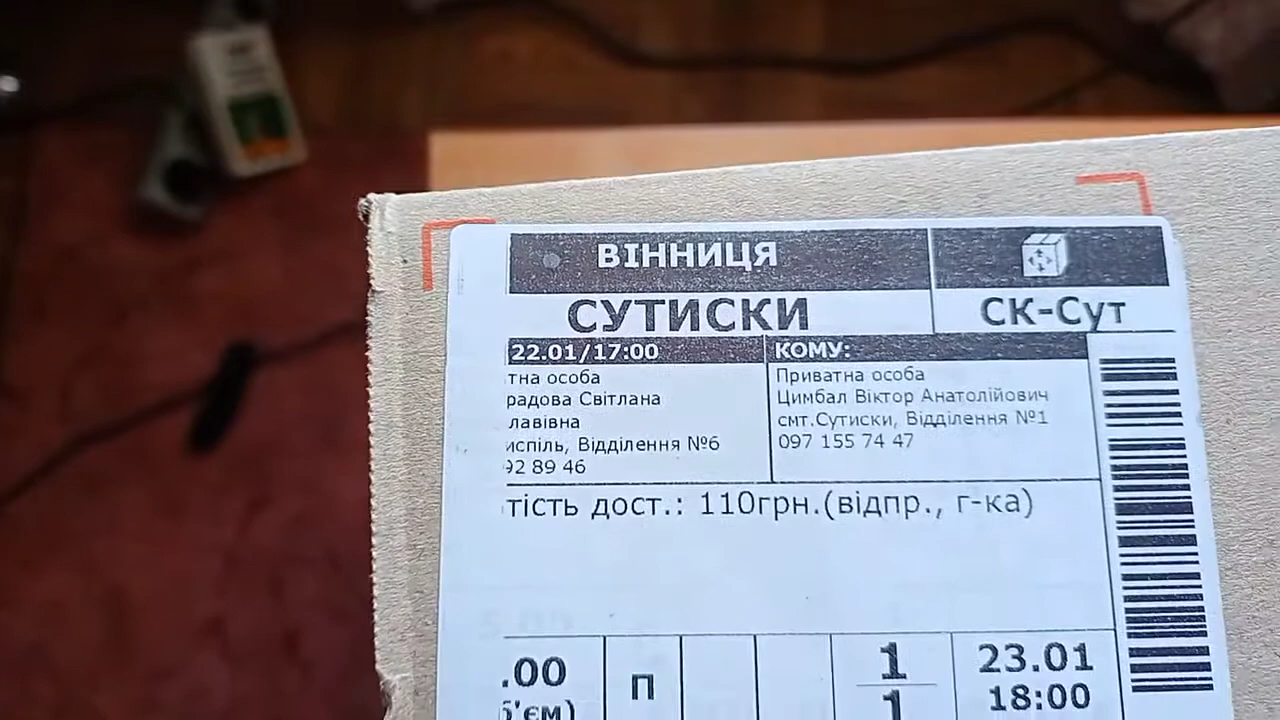 ВІННИЦЯ
СУТИСКИ
СК-Сут
22.01/17:00
тна особа
радова Світлана
лавівна
испіль, Відділення №6
92 89 46
КОМУ:
Приватна особа
Цимбал Віктор Анатолійович
смт.Сутиски, Відділення №1
097 155 74 47
тість дост.: 110грн.(відпр., г-ка)
.00
б'єм)
П
1
1
23.01
18:00